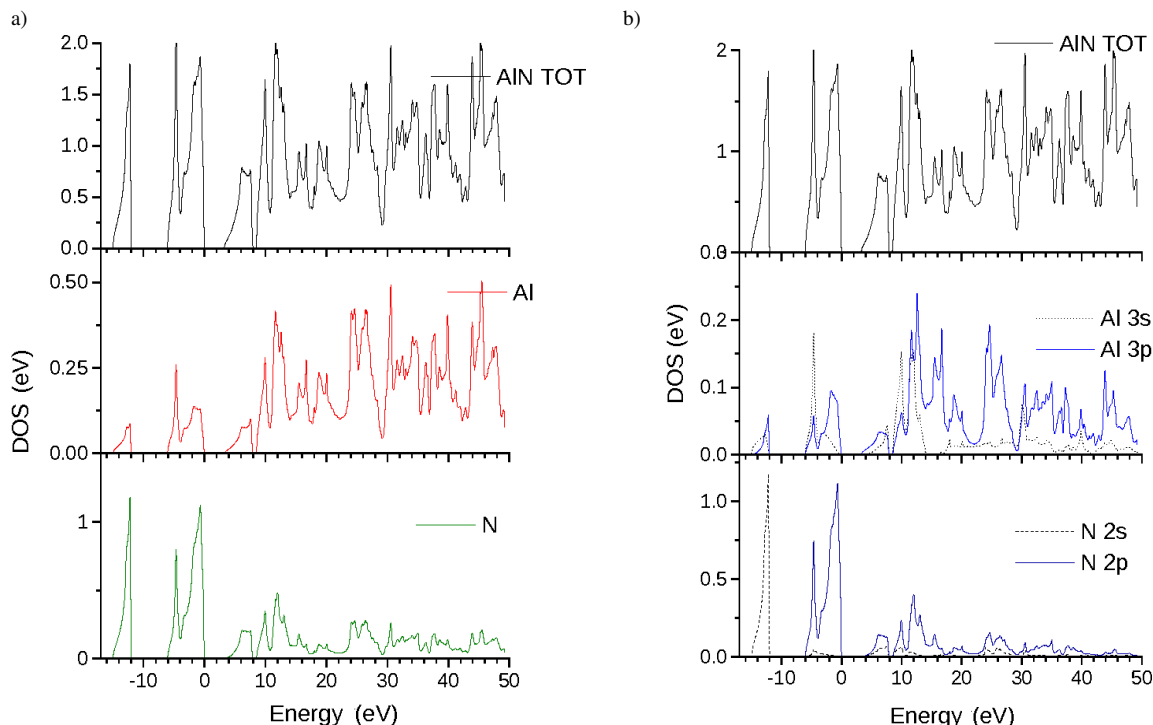 a)
2.0
1.5
1.0
0.5
0.0
AlN TOT
0.50
0.25
0.00
Al
DOS (eV)
1
0
N
-10 0 10 20 30 40 50
Energy (eV)
b)
2
1
0
AlN TOT
0.2
0.1
0.0
Al 3s
Al 3p
DOS (eV)
1.0
0.5
0.0
N 2s
N 2p
-10 0 10 20 30 40 50
Energy (eV)